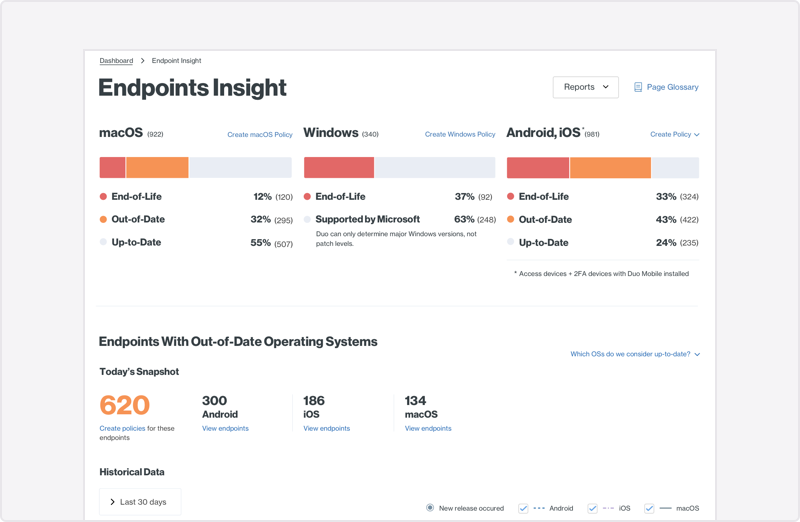 Dashboard > Endpoint Insight
Endpoints Insight
Reports
Page Glossary
macOS (922)
Create macOS Policy
End-of-Life 12% (120)
Out-of-Date 32% (295)
Up-to-Date 55% (507)
Windows (340)
Create Windows Policy
End-of-Life 37% (92)
Supported by Microsoft 63% (248)
Duo can only determine major Windows versions, not
patch levels.
Android, iOS * (981)
Create Policy
End-of-Life 33% (324)
Out-of-Date 43% (422)
Up-to-Date 24% (235)
* Access devices + 2FA devices with Duo Mobile installed
Endpoints With Out-of-Date Operating Systems
Which OSs do we consider up-to-date?
Today's Snapshot
620
Create policies for these
endpoints
300
Android
View endpoints
186
iOS
View endpoints
134
macOS
View endpoints
Historical Data
> Last 30 days
New release occured
Android
iOS
macOS